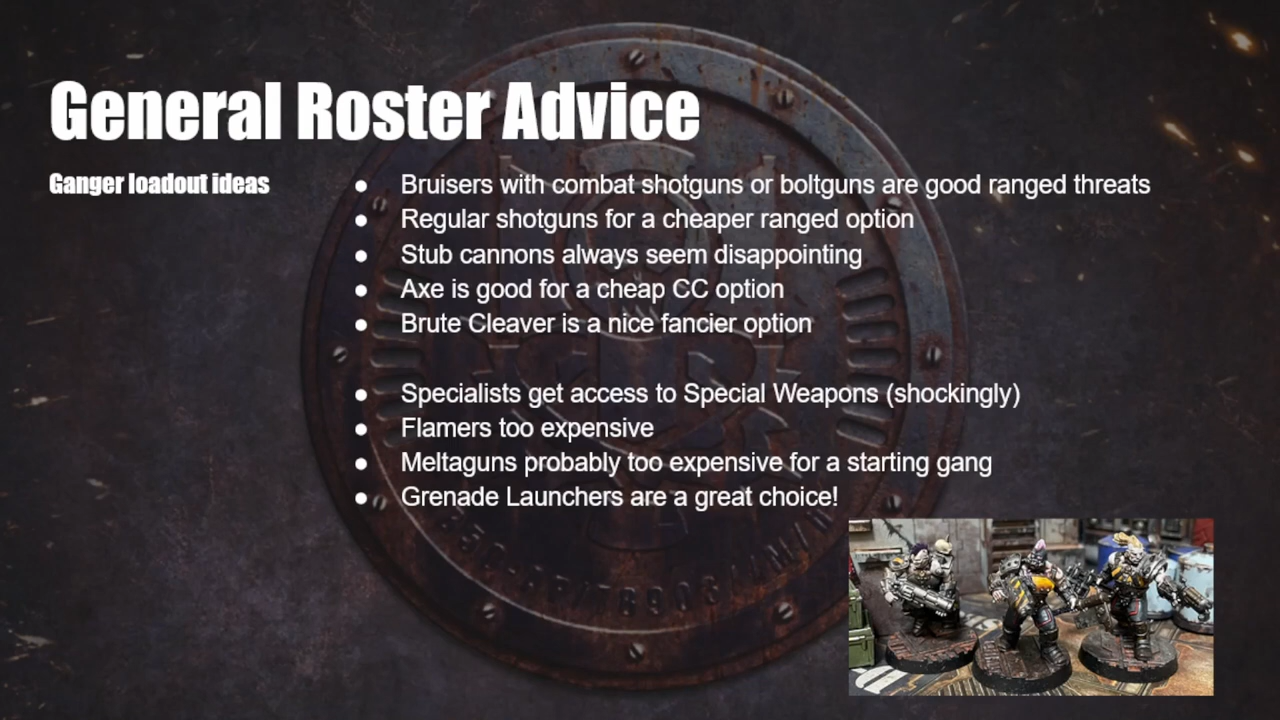 General Roster Advice
Ganger loadout ideas
● Bruisers with combat shotguns or boltguns are good ranged threats
● Regular shotguns for a cheaper ranged option
● Stub cannons always seem disappointing
● Axe is good for a cheap CC option
● Brute Cleaver is a nice fancier option
● Specialists get access to Special Weapons (shockingly)
● Flamers too expensive
● Meltaguns probably too expensive for a starting gang
● Grenade Launchers are a great choice!